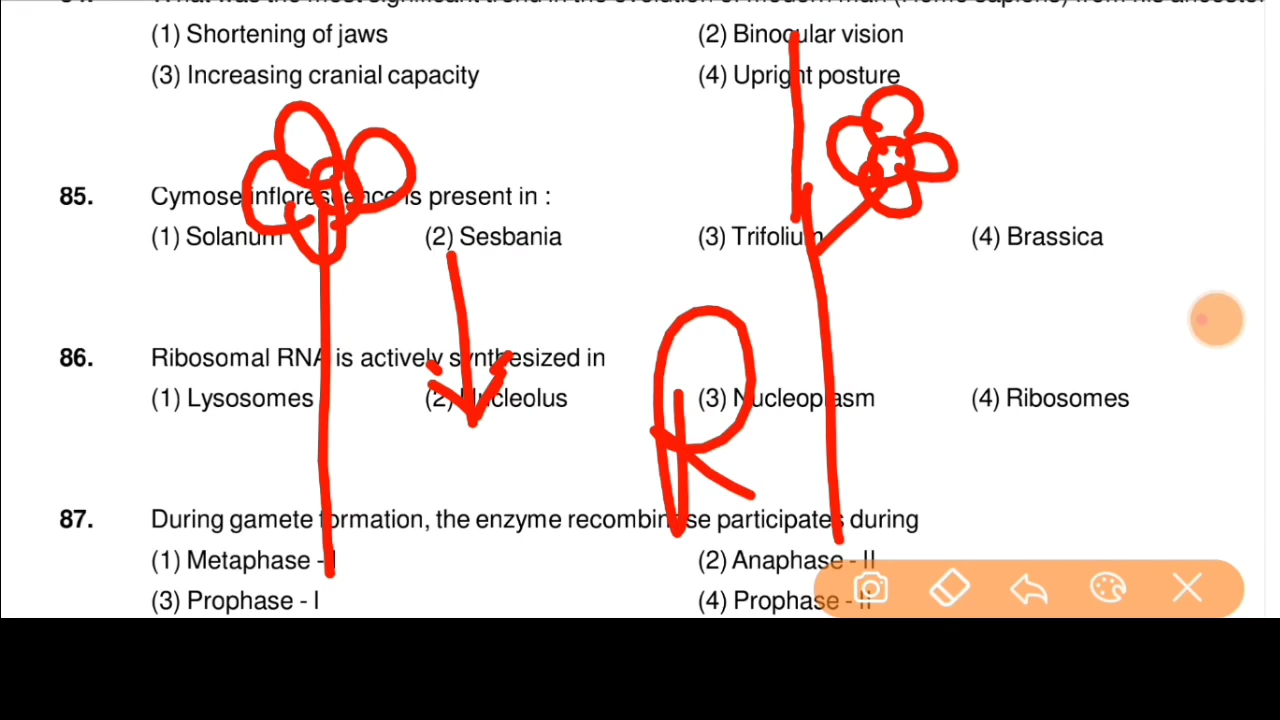 (1) Shortening of jaws (2) Binocular vision
(3) Increasing cranial capacity (4) Upright posture
85. Cymose inflorescence is present in :
(1) Solanum (2) Sesbania (3) Trifolium (4) Brassica
86. Ribosomal RNA is actively synthesized in
(1) Lysosomes (2) Nucleolus (3) Nucleoplasm (4) Ribosomes
R
87. During gamete formation, the enzyme recombinase participates during
(1) Metaphase - I (2) Anaphase - II
(3) Prophase - I (4) Prophase - II